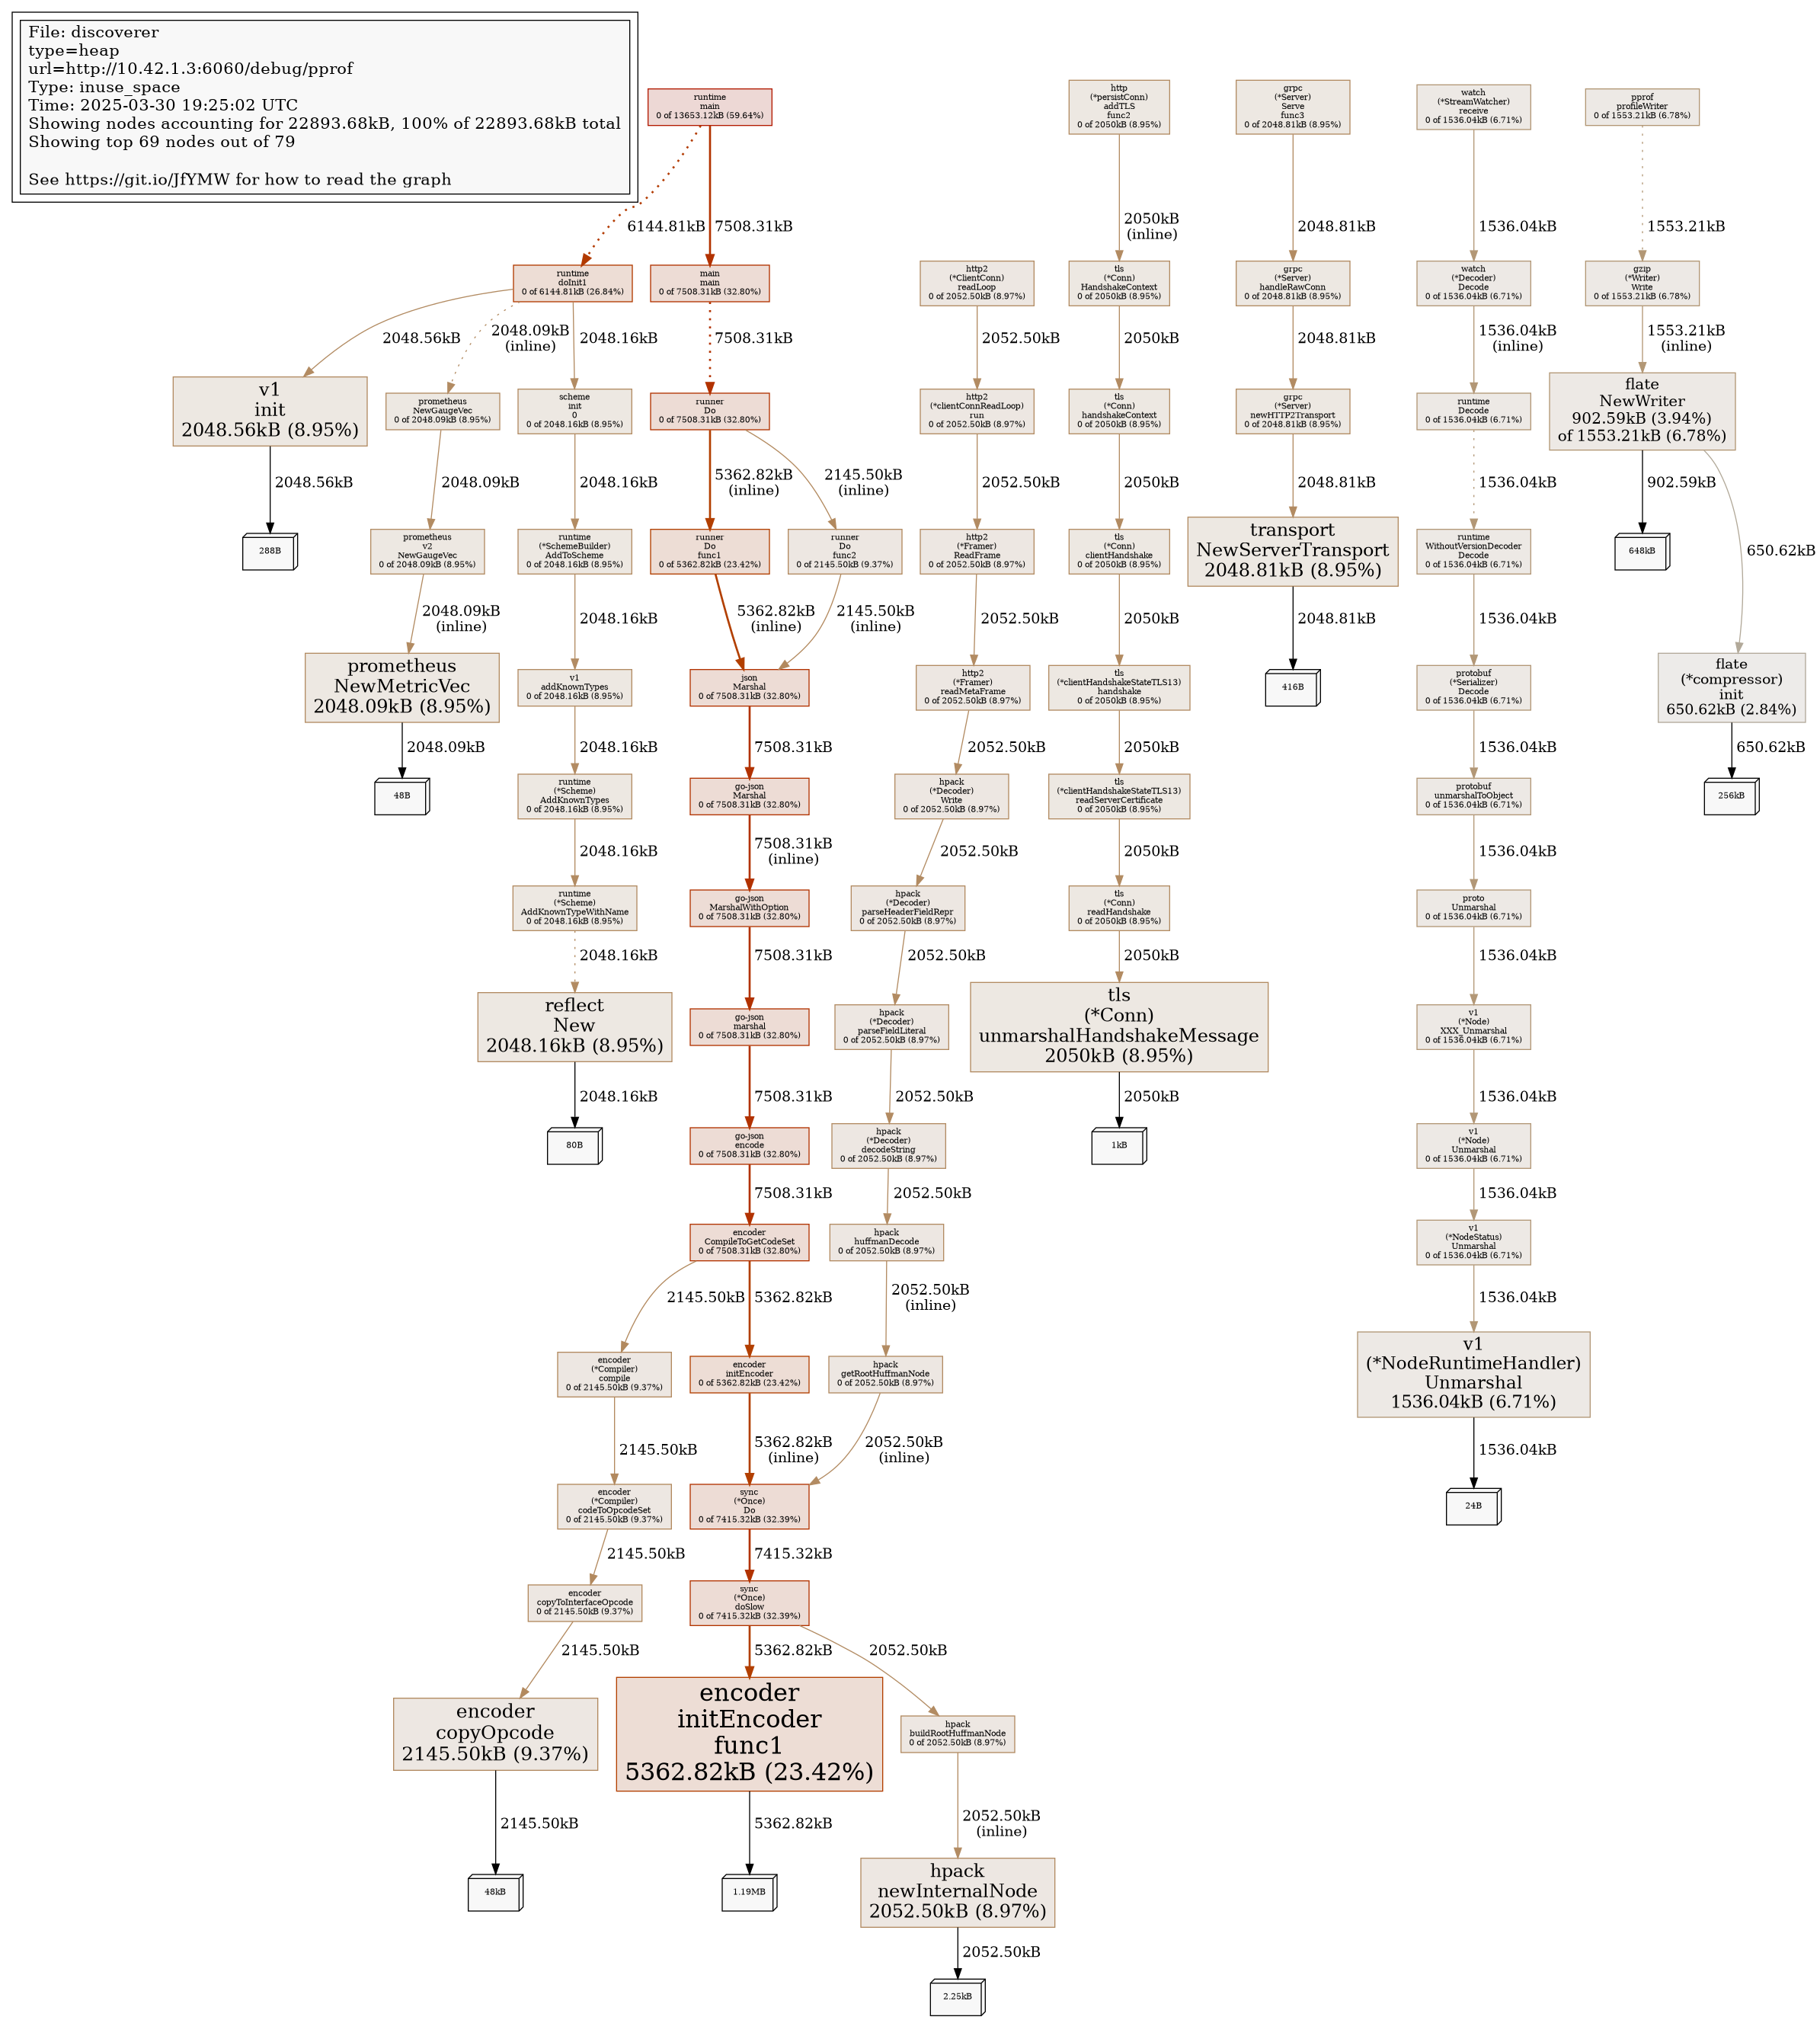 File: discoverer
type=heap
url=http://10.42.1.3:6060/debug/pprof
Type: inuse_space
Time: 2025-03-30 19:25:02 UTC
Showing nodes accounting for 22893.68kB, 100% of 22893.68kB total
Showing top 69 nodes out of 79
See https://git.io/JfYMW for how to read the graph
runtime
main
0 of 13653.12kB (59.64%)
http
(*persistConn)
addTLS
func2
0 of 2050kB (8.95%)
grpc
(*Server)
Serve
func3
0 of 2048.81kB (8.95%)
watch
(*StreamWatcher)
receive
0 of 1536.04kB (6.71%)
pprof
profileWriter
0 of 1553.21kB (6.78%)
6144.81kB
7508.31kB
2050kB
(inline)
2048.81kB
1536.04kB
1553.21kB
runtime
doInit1
0 of 6144.81kB (26.84%)
main
main
0 of 7508.31kB (32.80%)
http2
(*ClientConn)
readLoop
0 of 2052.50kB (8.97%)
tls
(*Conn)
HandshakeContext
0 of 2050kB (8.95%)
grpc
(*Server)
handleRawConn
0 of 2048.81kB (8.95%)
watch
(*Decoder)
Decode
0 of 1536.04kB (6.71%)
gzip
(*Writer)
Write
0 of 1553.21kB (6.78%)
2048.56kB
2048.09kB
(inline)
2048.16kB
7508.31kB
2052.50kB
2050kB
2048.81kB
1536.04kB
(inline)
1553.21kB
(inline)
v1
init
2048.56kB (8.95%)
prometheus
NewGaugeVec
0 of 2048.09kB (8.95%)
scheme
init
0
0 of 2048.16kB (8.95%)
runner
Do
0 of 7508.31kB (32.80%)
http2
(*clientConnReadLoop)
run
0 of 2052.50kB (8.97%)
tls
(*Conn)
handshakeContext
0 of 2050kB (8.95%)
grpc
(*Server)
newHTTP2Transport
0 of 2048.81kB (8.95%)
runtime
Decode
0 of 1536.04kB (6.71%)
flate
NewWriter
902.59kB (3.94%)
of 1553.21kB (6.78%)
2048.56kB
2048.09kB
2048.16kB
5362.82kB
(inline)
2145.50kB
(inline)
2052.50kB
2050kB
2048.81kB
1536.04kB
902.59kB
650.62kB
288B
prometheus
v2
NewGaugeVec
0 of 2048.09kB (8.95%)
runtime
(*SchemeBuilder)
AddToScheme
0 of 2048.16kB (8.95%)
runner
Do
func1
0 of 5362.82kB (23.42%)
runner
Do
func2
0 of 2145.50kB (9.37%)
http2
(*Framer)
ReadFrame
0 of 2052.50kB (8.97%)
tls
(*Conn)
clientHandshake
0 of 2050kB (8.95%)
transport
NewServerTransport
2048.81kB (8.95%)
runtime
WithoutVersionDecoder
Decode
0 of 1536.04kB (6.71%)
648kB
2048.09kB
(inline)
2048.16kB
5362.82kB
(inline)
2145.50kB
(inline)
2052.50kB
2050kB
2048.81kB
1536.04kB
prometheus
NewMetricVec
2048.09kB (8.95%)
v1
addKnownTypes
0 of 2048.16kB (8.95%)
json
Marshal
0 of 7508.31kB (32.80%)
http2
(*Framer)
readMetaFrame
0 of 2052.50kB (8.97%)
tls
(*clientHandshakeStateTLS13)
handshake
0 of 2050kB (8.95%)
416B
protobuf
(*Serializer)
Decode
0 of 1536.04kB (6.71%)
flate
(*compressor)
init
650.62kB (2.84%)
2048.09kB
2048.16kB
7508.31kB
2052.50kB
2050kB
1536.04kB
650.62kB
48B
runtime
(*Scheme)
AddKnownTypes
0 of 2048.16kB (8.95%)
go-json
Marshal
0 of 7508.31kB (32.80%)
hpack
(*Decoder)
Write
0 of 2052.50kB (8.97%)
tls
(*clientHandshakeStateTLS13)
readServerCertificate
0 of 2050kB (8.95%)
protobuf
unmarshalToObject
0 of 1536.04kB (6.71%)
256kB
2048.16kB
7508.31kB
(inline)
2052.50kB
2050kB
1536.04kB
runtime
(*Scheme)
AddKnownTypeWithName
0 of 2048.16kB (8.95%)
go-json
MarshalWithOption
0 of 7508.31kB (32.80%)
hpack
(*Decoder)
parseHeaderFieldRepr
0 of 2052.50kB (8.97%)
tls
(*Conn)
readHandshake
0 of 2050kB (8.95%)
proto
Unmarshal
0 of 1536.04kB (6.71%)
2048.16kB
7508.31kB
2052.50kB
2050kB
1536.04kB
reflect
New
2048.16kB (8.95%)
go-json
marshal
0 of 7508.31kB (32.80%)
hpack
(*Decoder)
parseFieldLiteral
0 of 2052.50kB (8.97%)
tls
(*Conn)
unmarshalHandshakeMessage
2050kB (8.95%)
v1
(*Node)
XXX_Unmarshal
0 of 1536.04kB (6.71%)
2048.16kB
7508.31kB
2052.50kB
2050kB
1536.04kB
80B
go-json
encode
0 of 7508.31kB (32.80%)
hpack
(*Decoder)
decodeString
0 of 2052.50kB (8.97%)
1kB
v1
(*Node)
Unmarshal
0 of 1536.04kB (6.71%)
7508.31kB
2052.50kB
1536.04kB
encoder
CompileToGetCodeSet
0 of 7508.31kB (32.80%)
hpack
huffmanDecode
0 of 2052.50kB (8.97%)
v1
(*NodeStatus)
Unmarshal
0 of 1536.04kB (6.71%)
2145.50kB
5362.82kB
2052.50kB
(inline)
1536.04kB
encoder
(*Compiler)
compile
0 of 2145.50kB (9.37%)
encoder
initEncoder
0 of 5362.82kB (23.42%)
hpack
getRootHuffmanNode
0 of 2052.50kB (8.97%)
v1
(*NodeRuntimeHandler)
Unmarshal
1536.04kB (6.71%)
2145.50kB
5362.82kB
(inline)
2052.50kB
(inline)
1536.04kB
encoder
(*Compiler)
codeToOpcodeSet
0 of 2145.50kB (9.37%)
sync
(*Once)
Do
0 of 7415.32kB (32.39%)
24B
2145.50kB
7415.32kB
encoder
copyToInterfaceOpcode
0 of 2145.50kB (9.37%)
sync
(*Once)
doSlow
0 of 7415.32kB (32.39%)
2145.50kB
5362.82kB
2052.50kB
encoder
copyOpcode
2145.50kB (9.37%)
encoder
initEncoder
func1
5362.82kB (23.42%)
hpack
buildRootHuffmanNode
0 of 2052.50kB (8.97%)
2145.50kB
5362.82kB
2052.50kB
(inline)
48kB
1.19MB
hpack
newInternalNode
2052.50kB (8.97%)
2052.50kB
2.25kB